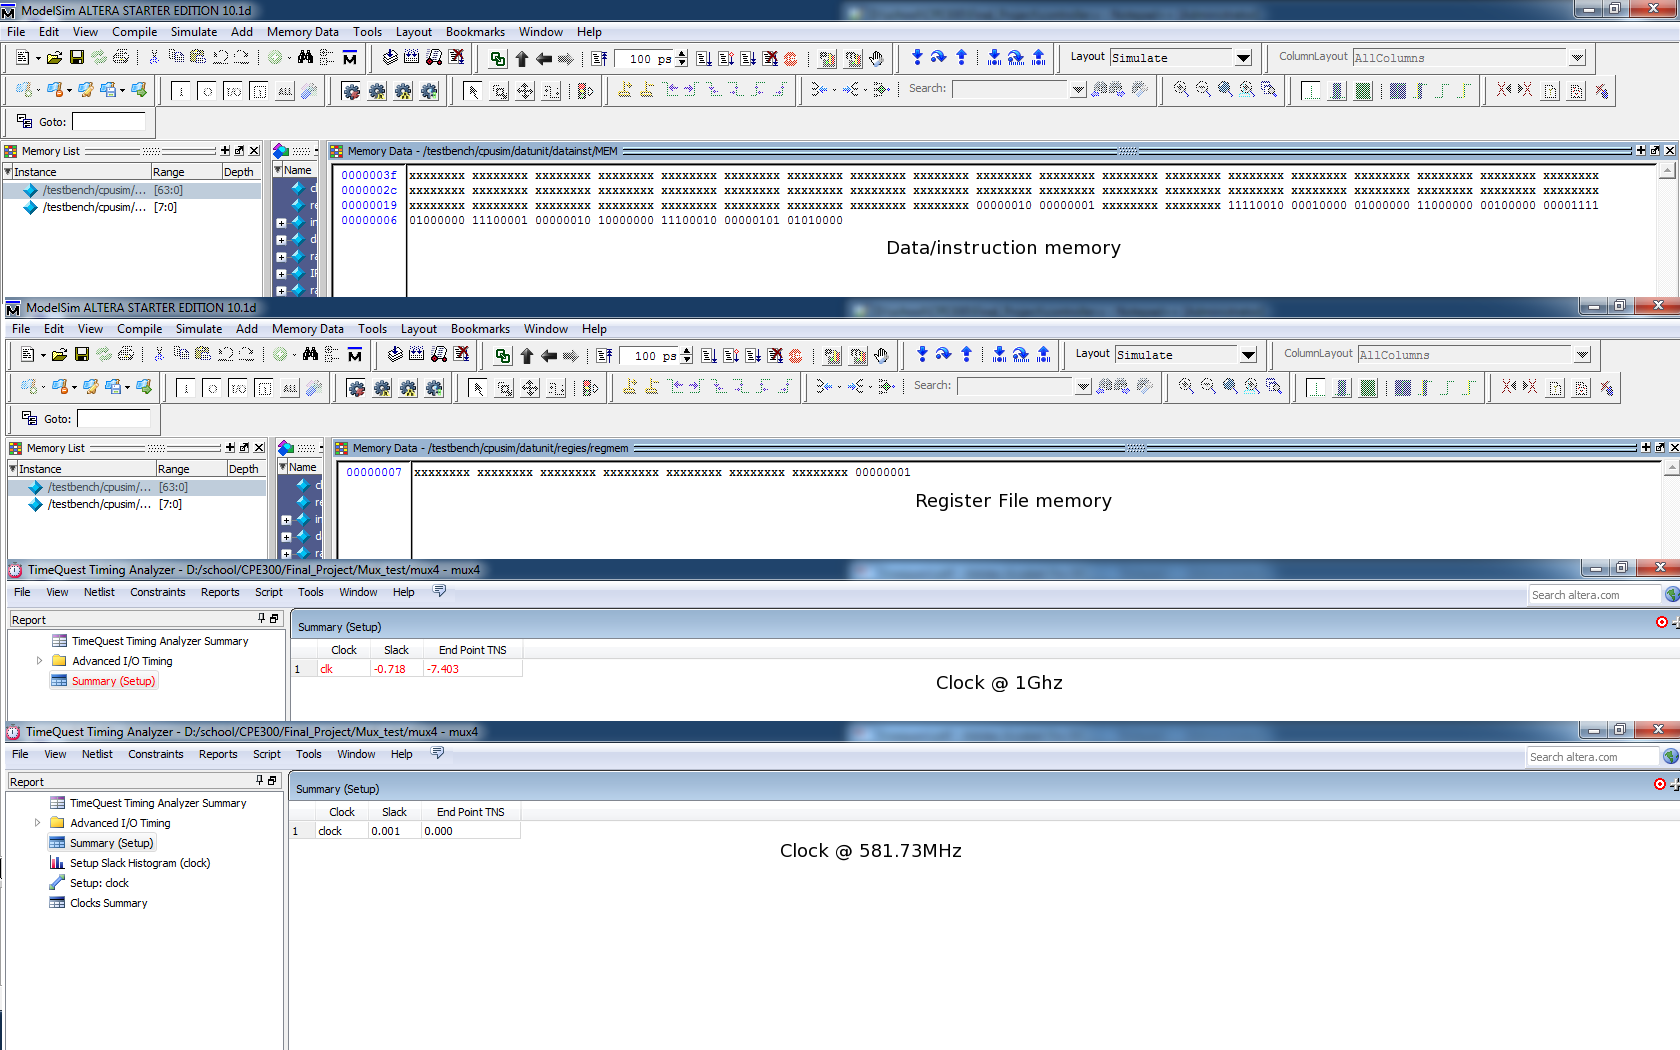 ModelSim ALTERA STARTER EDITION 10.1d
File Edit View Compile Simulate Add Memory Data Tools Layout Bookmarks Window Help
100 ps Layout Simulate ColumnLayout AllColumns
Search:
Goto:
Memory List
Instance Range Depth
/testbench/cpusim/... [63:0]
/testbench/cpusim/... [7:0]
Name
Memory Data - /testbench/cpusim/datunit/datainst/MEM
0000003f xxxxxxxx xxxxxxxx xxxxxxxx xxxxxxxx xxxxxxxx xxxxxxxx xxxxxxxx xxxxxxxx xxxxxxxx xxxxxxxx xxxxxxxx xxxxxxxx xxxxxxxx xxxxxxxx xxxxxxxx xxxxxxxx xxxxxxxx xxxxxxxx xxxxxxxx
0000002c xxxxxxxx xxxxxxxx xxxxxxxx xxxxxxxx xxxxxxxx xxxxxxxx xxxxxxxx xxxxxxxx xxxxxxxx xxxxxxxx xxxxxxxx xxxxxxxx xxxxxxxx xxxxxxxx xxxxxxxx xxxxxxxx xxxxxxxx xxxxxxxx xxxxxxxx
00000019 xxxxxxxx xxxxxxxx xxxxxxxx xxxxxxxx xxxxxxxx xxxxxxxx xxxxxxxx xxxxxxxx xxxxxxxx 00000010 00000001 xxxxxxxx xxxxxxxx 11110010 00010000 01000000 11000000 00100000 00001111
00000006 01000000 11100001 00000010 10000000 11100010 00000101 01010000
Data/instruction memory
ModelSim ALTERA STARTER EDITION 10.1d
File Edit View Compile Simulate Add Memory Data Tools Layout Bookmarks Window Help
100 ps Layout Simulate ColumnLayout AllColumns
Search:
Goto:
Memory List
Instance Range Depth
/testbench/cpusim/... [63:0]
/testbench/cpusim/... [7:0]
Name
Memory Data - /testbench/cpusim/datunit/regies/regmem
00000007 xxxxxxxx xxxxxxxx xxxxxxxx xxxxxxxx xxxxxxxx xxxxxxxx xxxxxxxx 00000001
Register File memory
TimeQuest Timing Analyzer - D:/school/CPE300/Final_Project/Mux_test/mux4 - mux4
File View Netlist Constraints Reports Script Tools Window Help
Search altera.com
Report
TimeQuest Timing Analyzer Summary
Advanced I/O Timing
Summary (Setup)
Summary (Setup)
Clock Slack End Point TNS
1 clk -0.718 -7.403
Clock @ 1Ghz
TimeQuest Timing Analyzer - D:/school/CPE300/Final_Project/Mux_test/mux4 - mux4
File View Netlist Constraints Reports Script Tools Window Help
Search altera.com
Report
TimeQuest Timing Analyzer Summary
Advanced I/O Timing
Summary (Setup)
Setup Slack Histogram (clock)
Setup: clock
Clocks Summary
Summary (Setup)
Clock Slack End Point TNS
1 clock 0.001 0.000
Clock @ 581.73MHz